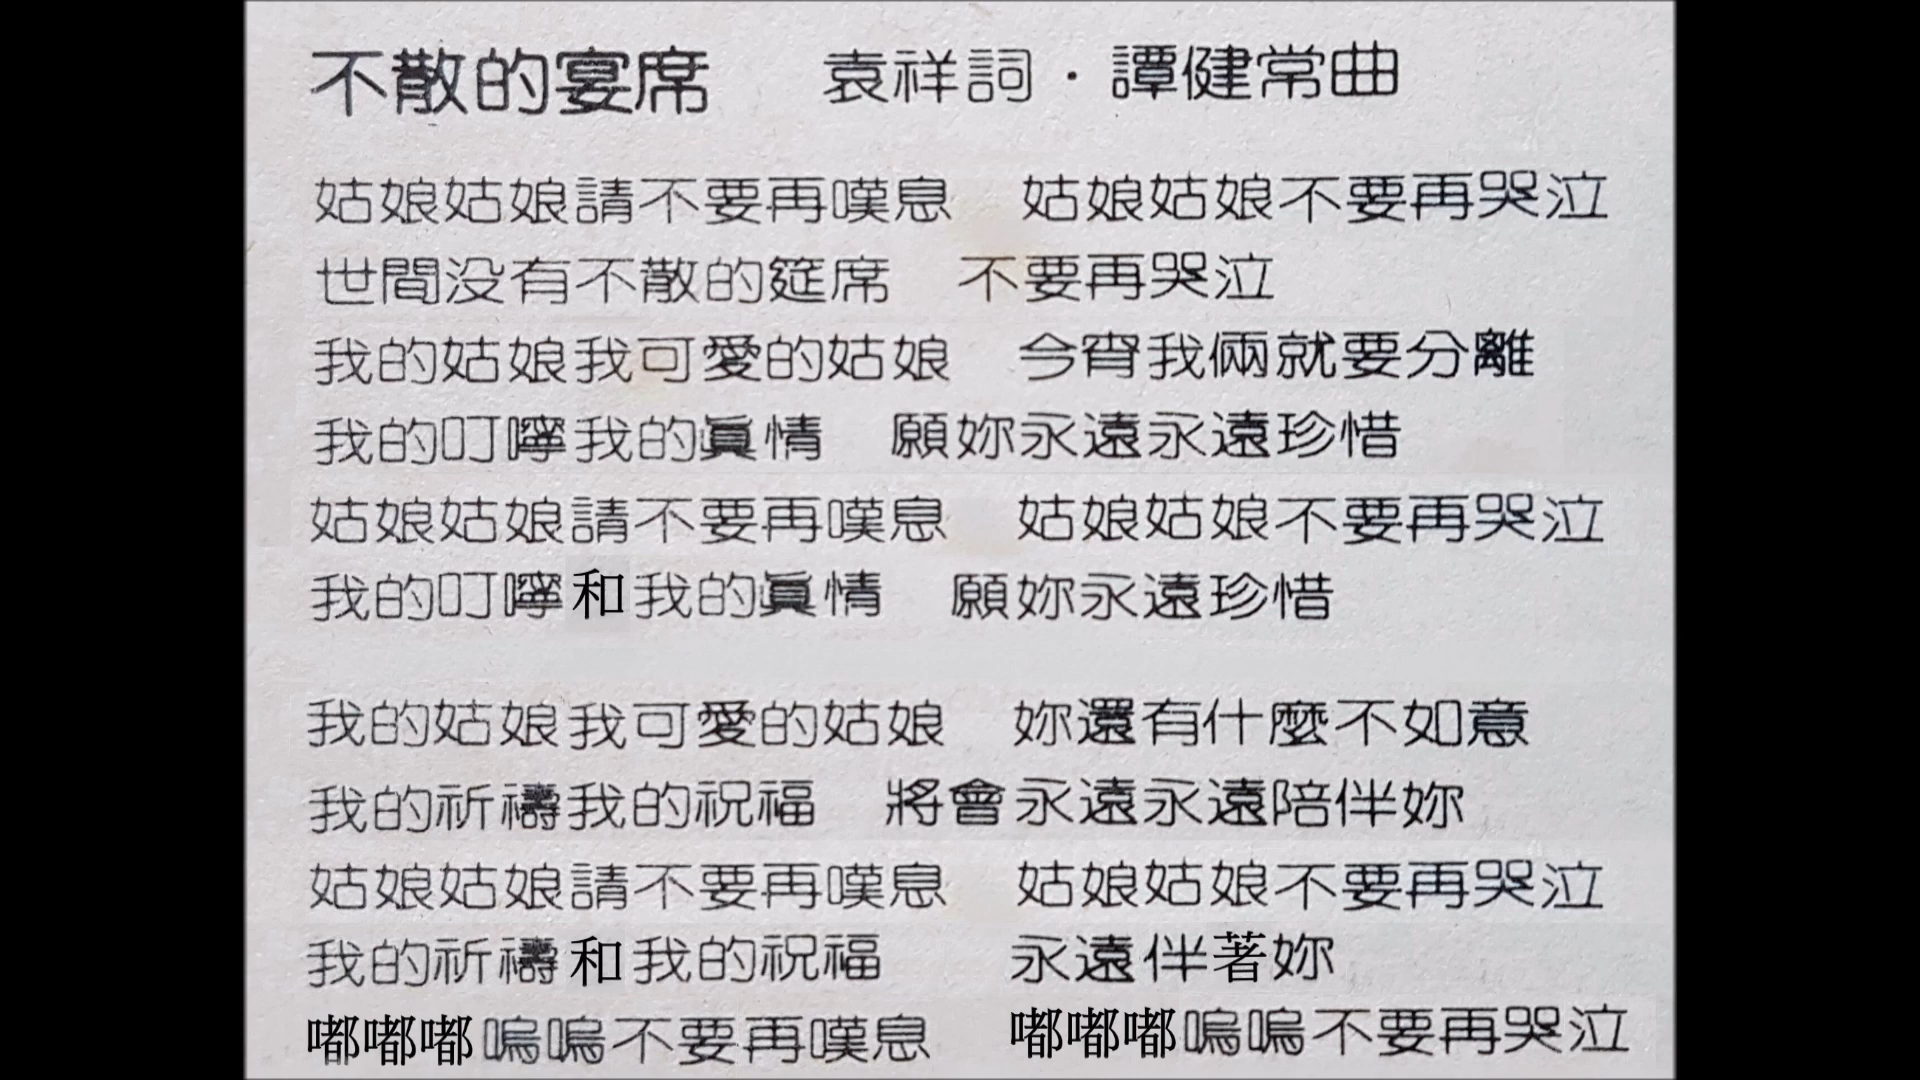 不散的宴席　袁祥詞・譚健常曲
姑娘姑娘請不要再嘆息　姑娘姑娘不要再哭泣
世間没有不散的筵席　不要再哭泣
我的姑娘我可愛的姑娘　今宵我倆就要分離
我的叮嚀我的眞情　願妳永遠永遠珍惜
姑娘姑娘請不要再嘆息　姑娘姑娘不要再哭泣
我的叮嚀和我的眞情　願妳永遠珍惜
我的姑娘我可愛的姑娘　妳還有什麼不如意
我的祈禱我的祝福　將會永遠永遠陪伴妳
姑娘姑娘請不要再嘆息　姑娘姑娘不要再哭泣
我的祈禱和我的祝福　永遠伴著妳
嘟嘟嘟嗚嗚不要再嘆息　嘟嘟嘟嗚嗚不要再哭泣